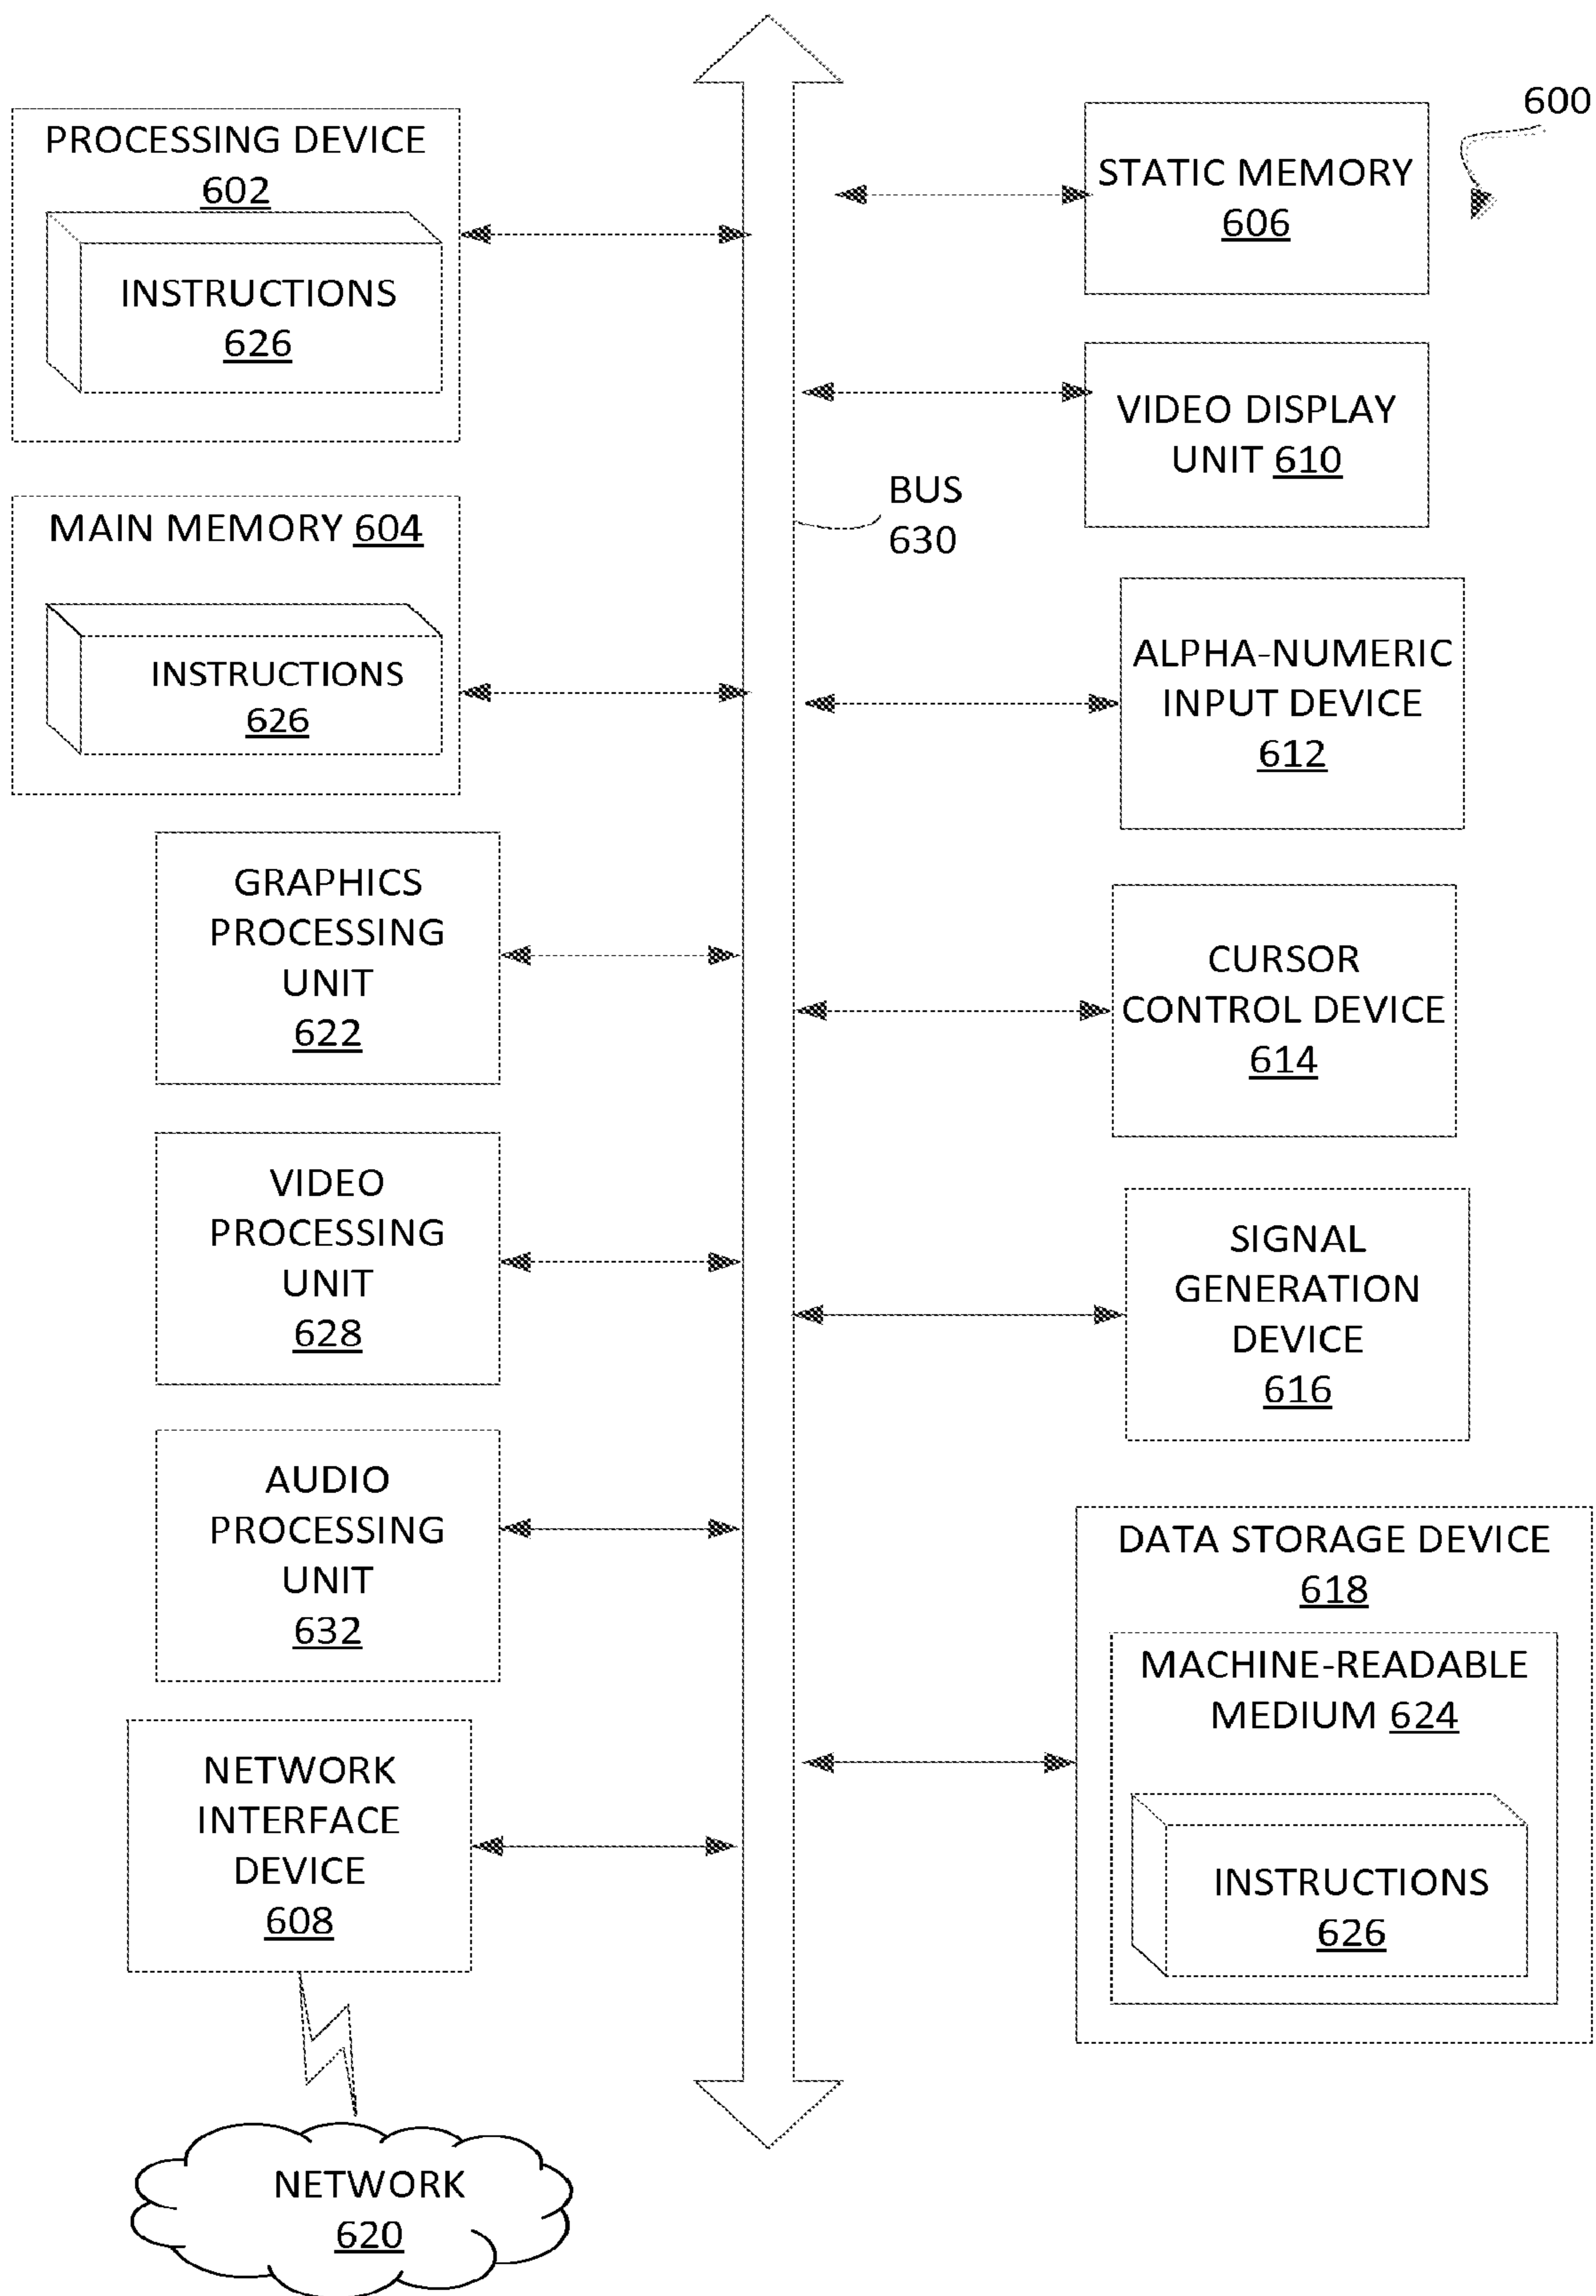 600
PROCESSING DEVICE
602
INSTRUCTIONS
626
MAIN MEMORY 604
INSTRUCTIONS
626
GRAPHICS
PROCESSING
UNIT
622
VIDEO
PROCESSING
UNIT
628
AUDIO
PROCESSING
UNIT
632
NETWORK
INTERFACE
DEVICE
608
NETWORK
620
BUS
630
STATIC MEMORY
606
VIDEO DISPLAY
UNIT 610
ALPHA-NUMERIC
INPUT DEVICE
612
CURSOR
CONTROL DEVICE
614
SIGNAL
GENERATION
DEVICE
616
DATA STORAGE DEVICE
618
MACHINE-READABLE
MEDIUM 624
INSTRUCTIONS
626